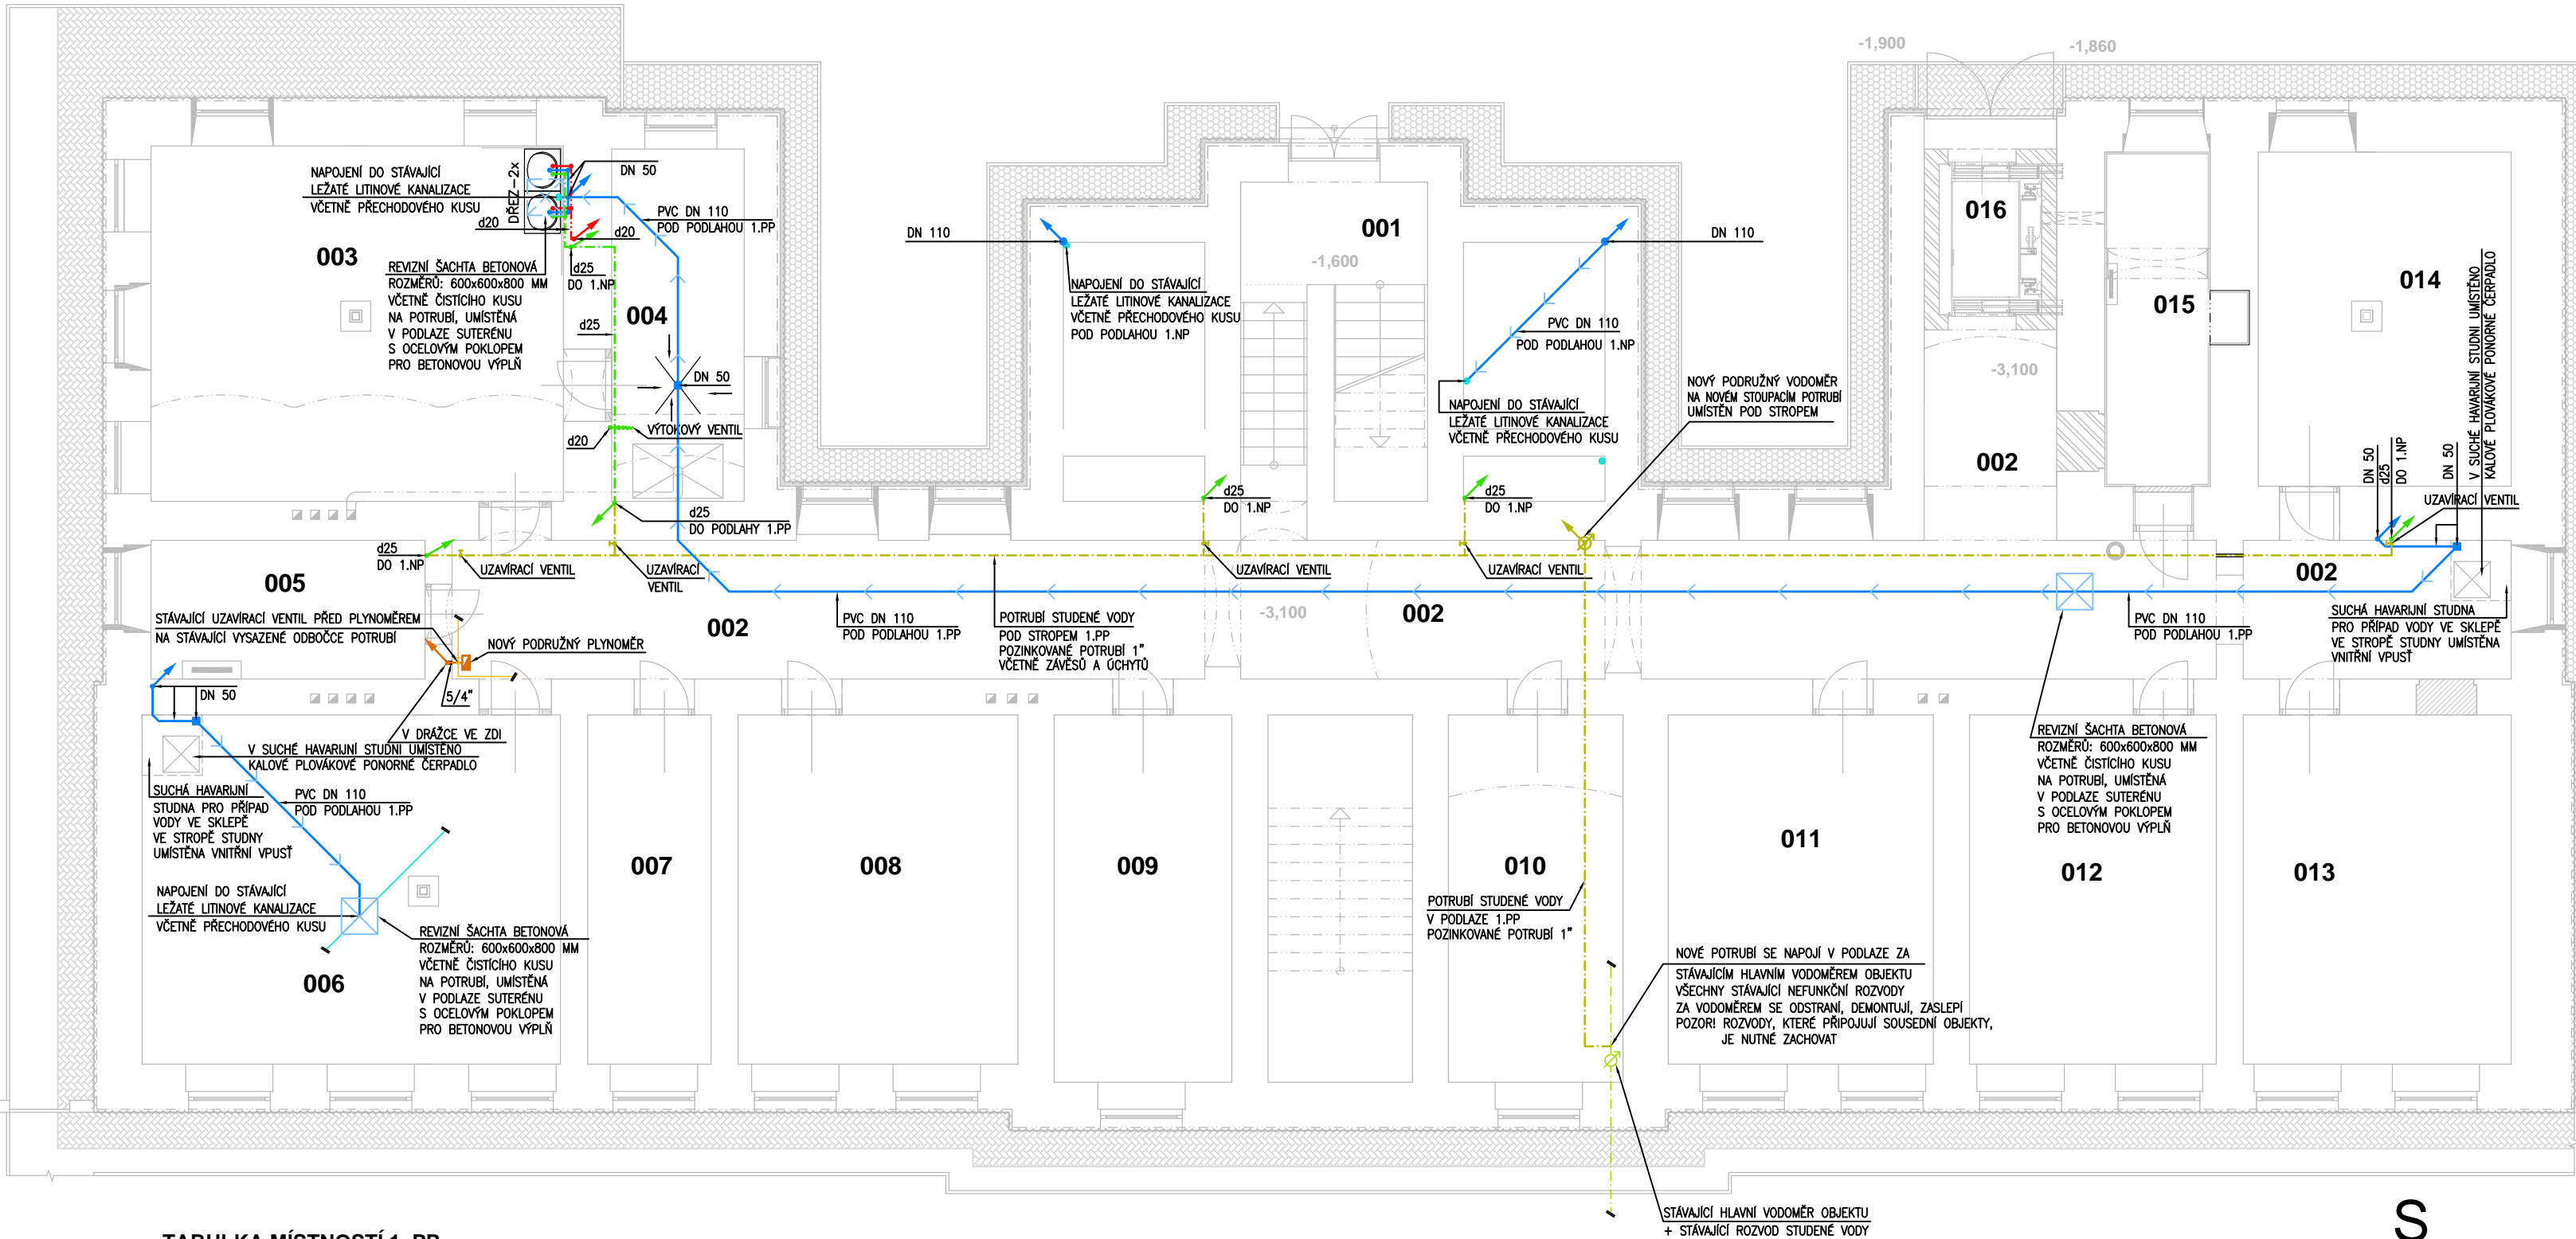 -1,900
-1,860
NAPOJENÍ DO STÁVAJÍCÍ
LEŽATÉ LITINOVÉ KANALIZACE
VČETNĚ PŘECHODOVÉHO KUSU
DŘEZ-2x
DN 50
PVC DN 110
POD PODLAHOU 1.PP
d20
d20
003
REVIZNÍ ŠACHTA BETONOVÁ
ROZMĚRŮ: 600x600x800 MM
VČETNĚ ČISTÍCÍHO KUSU
NA POTRUBÍ, UMÍSTĚNÁ
V PODLAZE SUTERÉNU
S OCELOVÝM POKLOPEM
PRO BETONOVOU VÝPLŇ
d25
DO 1.NP
004
d25
DN 50
VÝTOKOVÝ VENTIL
d20
d25
DO PODLAHY 1.PP
DN 110
NAPOJENÍ DO STÁVAJÍCÍ
LEŽATÉ LITINOVÉ KANALIZACE
VČETNĚ PŘECHODOVÉHO KUSU
POD PODLAHOU 1.NP
001
-1,600
DN 110
PVC DN 110
POD PODLAHOU 1.NP
NAPOJENÍ DO STÁVAJÍCÍ
LEŽATÉ LITINOVÉ KANALIZACE
VČETNĚ PŘECHODOVÉHO KUSU
NOVÝ PODRUŽNÝ VODOMĚR
NA NOVÉM STOUPACÍM POTRUBÍ
UMÍSTĚN POD STROPEM
016
015
014
-3,100
002
V SUCHÉ HAVARIJNÍ STUDNI UMÍSTĚNO
KALOVÉ PLOVÁKOVÉ PONORNÉ ČERPADLO
DN 50
d25
DO 1.NP
DN 50
UZAVÍRACÍ VENTIL
d25
DO 1.NP
d25
DO 1.NP
d25
DO 1.NP
UZAVÍRACÍ VENTIL
UZAVÍRACÍ
VENTIL
UZAVÍRACÍ VENTIL
UZAVÍRACÍ VENTIL
005
STÁVAJÍCÍ UZAVÍRACÍ VENTIL PŘED PLYNOMĚREM
NA STÁVAJÍCÍ VYSAZENÉ ODBOČCE POTRUBÍ
NOVÝ PODRUŽNÝ PLYNOMĚR
002
PVC DN 110
POD PODLAHOU 1.PP
POTRUBÍ STUDENÉ VODY
POD STROPEM 1.PP
POZINKOVANÉ POTRUBÍ 1"
VČETNĚ ZÁVĚSŮ A ÚCHYTŮ
-3,100
002
002
PVC DN 110
POD PODLAHOU 1.PP
SUCHÁ HAVARIJNÍ STUDNA
PRO PŘÍPAD VODY VE SKLEPĚ
VE STROPĚ STUDNY UMÍSTĚNA
VNITŘNÍ VPUSŤ
DN 50
5/4"
V DRÁŽCE VE ZDI
V SUCHÉ HAVARIJNÍ STUDNI UMÍSTĚNO
KALOVÉ PLOVÁKOVÉ PONORNÉ ČERPADLO
SUCHÁ HAVARIJNÍ
STUDNA PRO PŘÍPAD
VODY VE SKLEPĚ
VE STROPĚ STUDNY
UMÍSTĚNA VNITŘNÍ VPUSŤ
PVC DN 110
POD PODLAHOU 1.PP
NAPOJENÍ DO STÁVAJÍCÍ
LEŽATÉ LITINOVÉ KANALIZACE
VČETNĚ PŘECHODOVÉHO KUSU
REVIZNÍ ŠACHTA BETONOVÁ
ROZMĚRŮ: 600x600x800 MM
VČETNĚ ČISTÍCÍHO KUSU
NA POTRUBÍ, UMÍSTĚNÁ
V PODLAZE SUTERÉNU
S OCELOVÝM POKLOPEM
PRO BETONOVOU VÝPLŇ
006
007
008
009
010
011
012
013
REVIZNÍ ŠACHTA BETONOVÁ
ROZMĚRŮ: 600x600x800 MM
VČETNĚ ČISTÍCÍHO KUSU
NA POTRUBÍ, UMÍSTĚNÁ
V PODLAZE SUTERÉNU
S OCELOVÝM POKLOPEM
PRO BETONOVOU VÝPLŇ
POTRUBÍ STUDENÉ VODY
V PODLAZE 1.PP
POZINKOVANÉ POTRUBÍ 1"
NOVÉ POTRUBÍ SE NAPOJÍ V PODLAZE ZA
STÁVAJÍCÍM HLAVNÍM VODOMĚREM OBJEKTU
VŠECHNY STÁVAJÍCÍ NEFUNKČNÍ ROZVODY
ZA VODOMĚREM SE ODSTRANÍ, DEMONTUJÍ, ZASLEPÍ
POZOR! ROZVODY, KTERÉ PŘIPOJUJÍ SOUSEDNÍ OBJEKTY,
JE NUTNÉ ZACHOVAT
STÁVAJÍCÍ HLAVNÍ VODOMĚR OBJEKTU
+ STÁVAJÍCÍ ROZVOD STUDENÉ VODY
S
TABULKA MÍSTNOSTÍ 1. PP